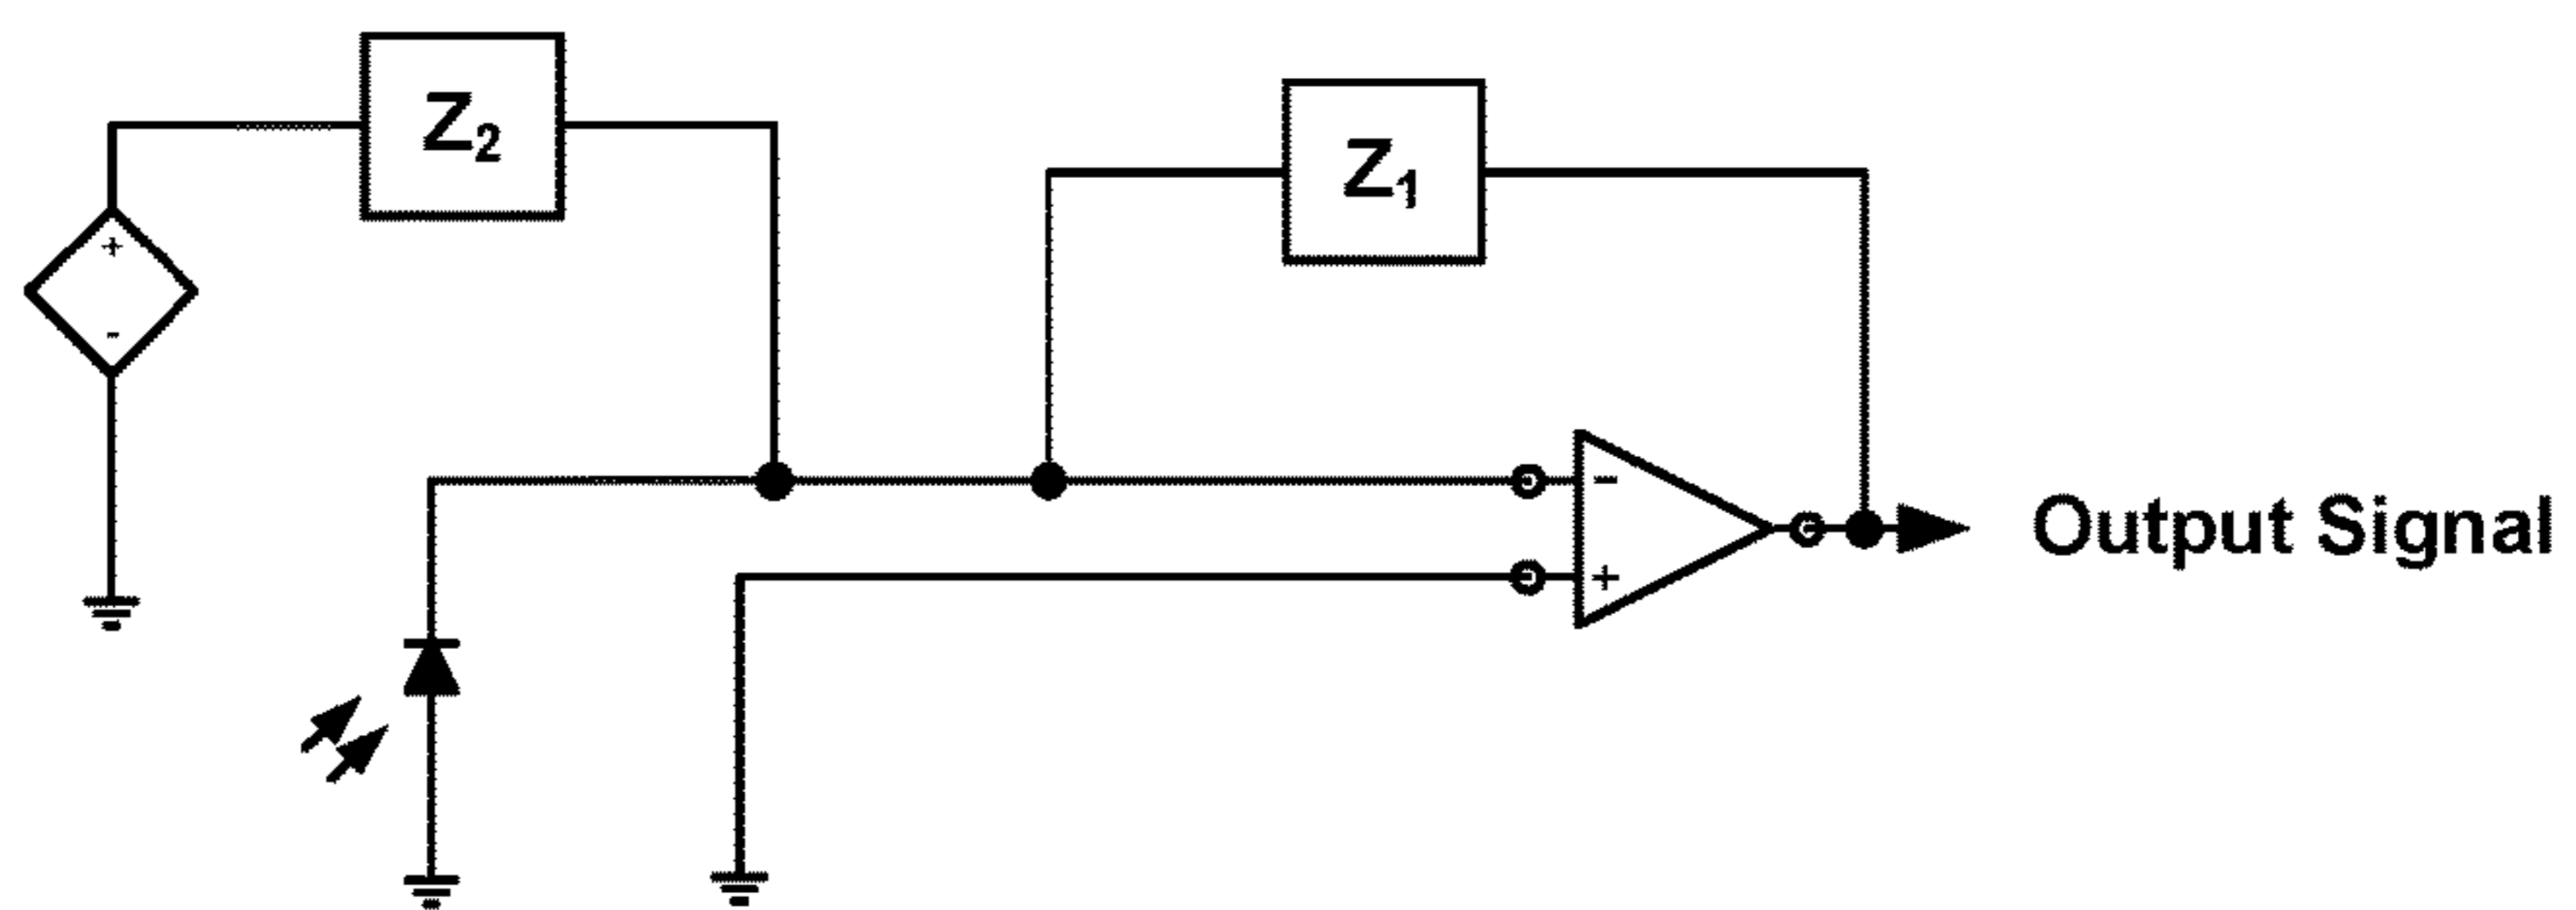 Z₂
Z₁
+
-
-
+
Output Signal